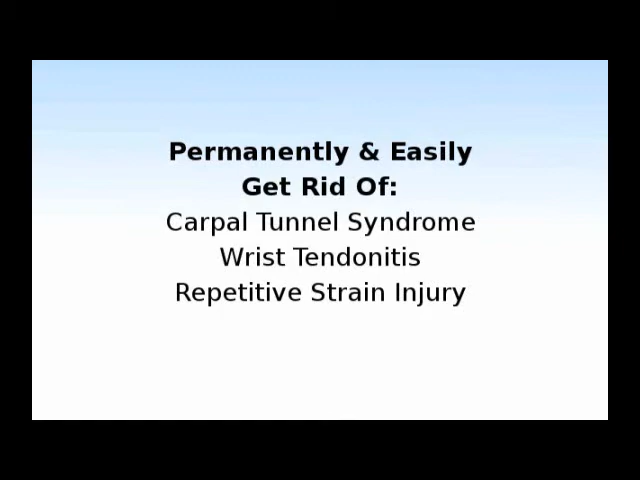 Permanently & Easily
Get Rid Of:
Carpal Tunnel Syndrome
Wrist Tendonitis
Repetitive Strain Injury